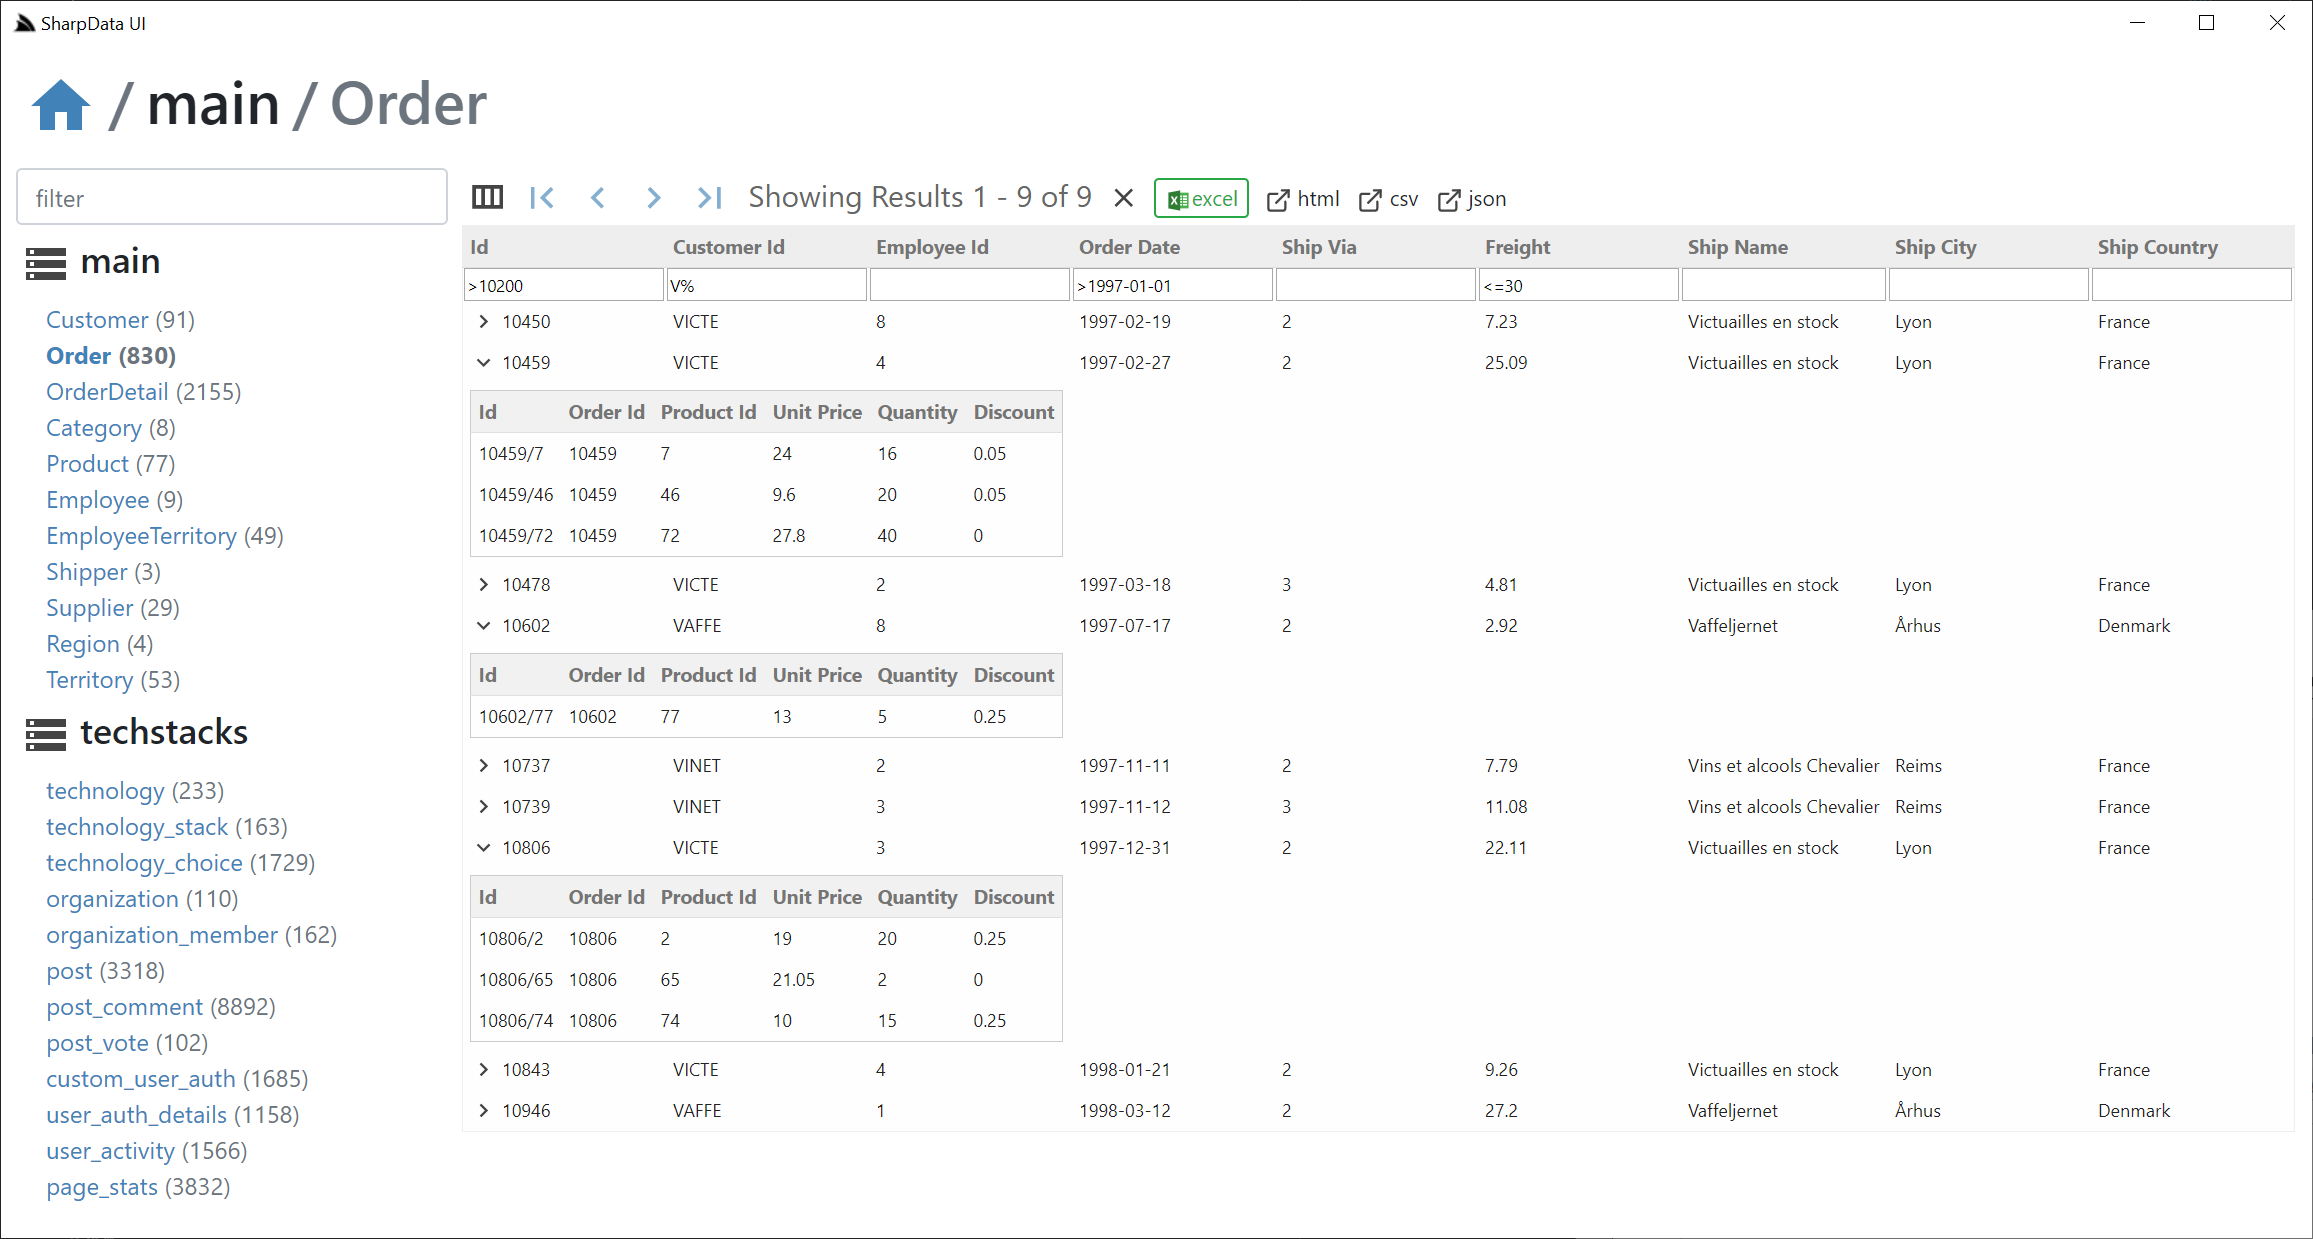 SharpData UI
/ main / Order
filter
main
Customer (91)
Order (830)
OrderDetail (2155)
Category (8)
Product (77)
Employee (9)
EmployeeTerritory (49)
Shipper (3)
Supplier (29)
Region (4)
Territory (53)
techstacks
technology (233)
technology_stack (163)
technology_choice (1729)
organization (110)
organization_member (162)
post (3318)
post_comment (8892)
post_vote (102)
custom_user_auth (1685)
user_auth_details (1158)
user_activity (1566)
page_stats (3832)
Showing Results 1 - 9 of 9 excel html csv json
Id Customer Id Employee Id Order Date Ship Via Freight Ship Name Ship City Ship Country
>10200 V% >1997-01-01 <=30
10450 VICTE 8 1997-02-19 2 7.23 Victuailles en stock Lyon France
10459 VICTE 4 1997-02-27 2 25.09 Victuailles en stock Lyon France
Id Order Id Product Id Unit Price Quantity Discount
10459/7 10459 7 24 16 0.05
10459/46 10459 46 9.6 20 0.05
10459/72 10459 72 27.8 40 0
10478 VICTE 2 1997-03-18 3 4.81 Victuailles en stock Lyon France
10602 VAFFE 8 1997-07-17 2 2.92 Vaffeljernet Århus Denmark
Id Order Id Product Id Unit Price Quantity Discount
10602/77 10602 77 13 5 0.25
10737 VINET 2 1997-11-11 2 7.79 Vins et alcools Chevalier Reims France
10739 VINET 3 1997-11-12 3 11.08 Vins et alcools Chevalier Reims France
10806 VICTE 3 1997-12-31 2 22.11 Victuailles en stock Lyon France
Id Order Id Product Id Unit Price Quantity Discount
10806/2 10806 2 19 20 0.25
10806/65 10806 65 21.05 2 0
10806/74 10806 74 10 15 0.25
10843 VICTE 4 1998-01-21 2 9.26 Victuailles en stock Lyon France
10946 VAFFE 1 1998-03-12 2 27.2 Vaffeljernet Århus Denmark